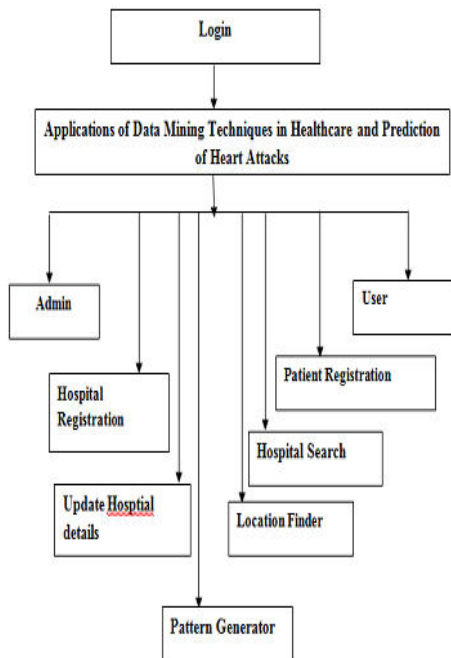 Login
Applications of Data Mining Techniques in Healthcare and Prediction
of Heart Attacks
Admin
User
Hospital
Registration
Patient Registration
Update Hosptial
details
Hospital Search
Location Finder
Pattern Generator